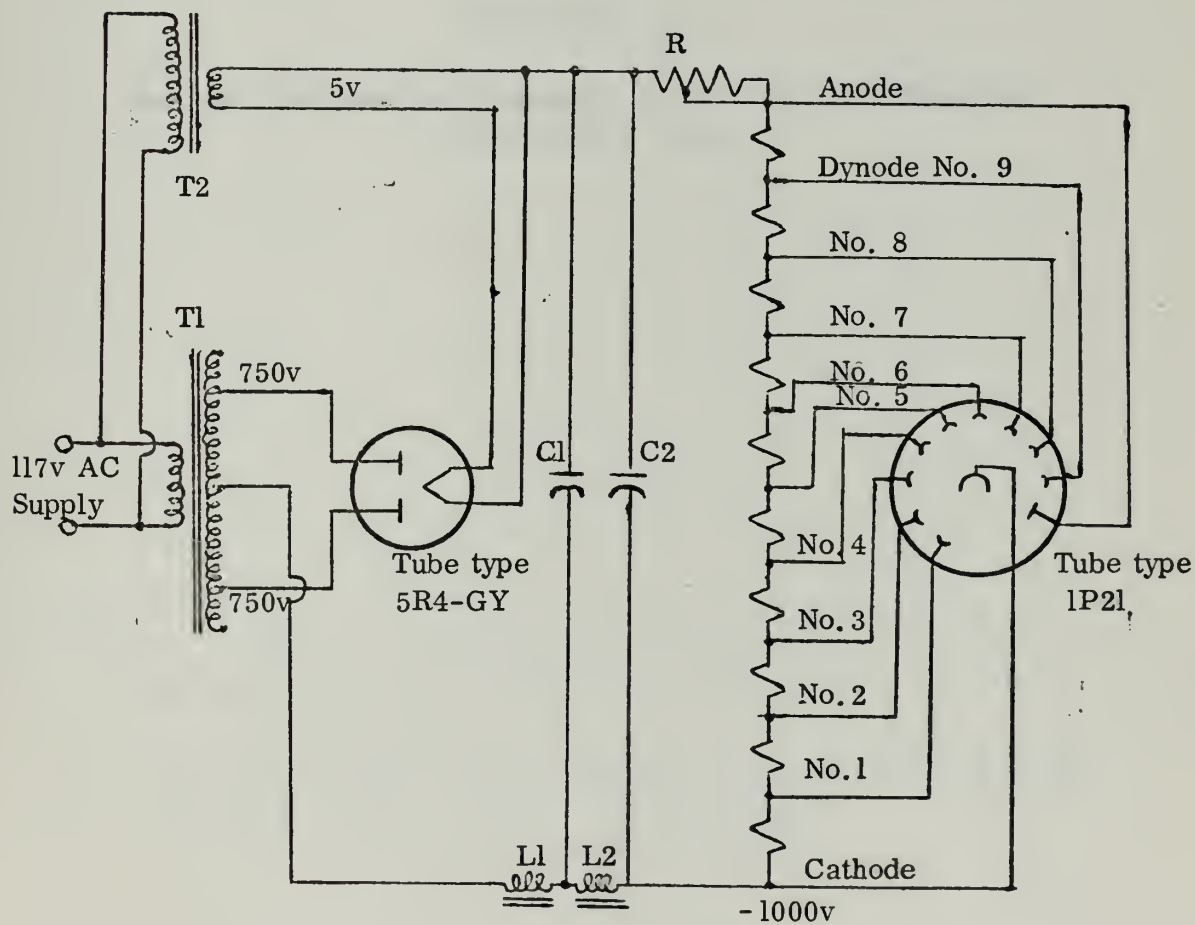 R
5v
Anode
T2
Dynode No. 9
No. 8
T1
No. 7
750v
No. 6
No. 5
117v AC
Supply
C1
C2
No. 4
Tube type
5R4-GY
Tube type
1P21
750v
No. 3
No. 2
No. 1
L1
L2
Cathode
-1000v